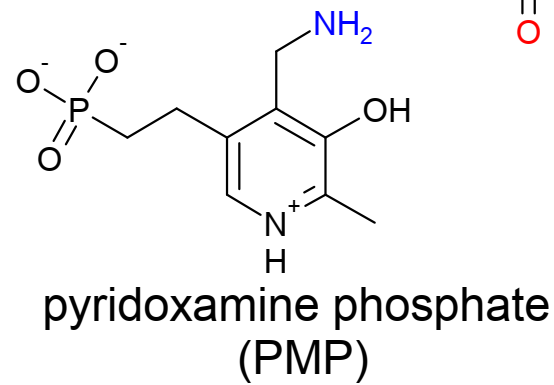 NH₂
O
O⁻
O⁻
P
OH
O
N⁺
H
pyridoxamine phosphate
(PMP)